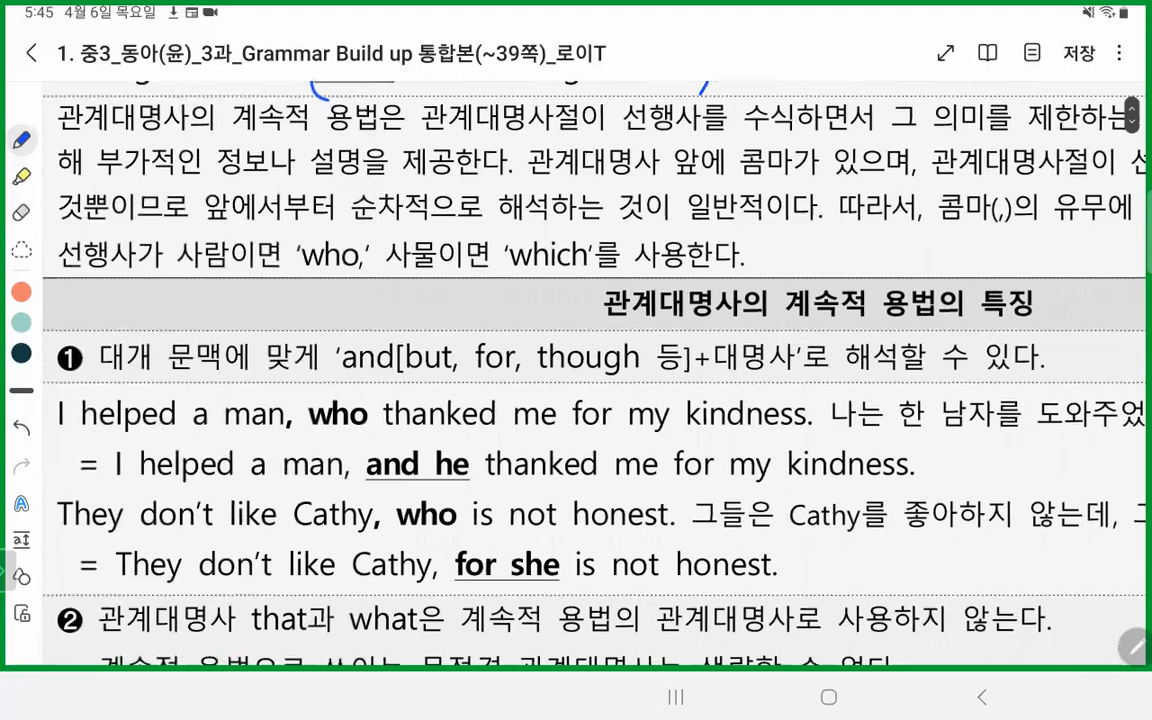 5:45 4월 6일 목요일
1. 중3_동아(윤)_3과_Grammar Build up 통합본(~39쪽)_로이T 저장
관계대명사의 계속적 용법은 관계대명사절이 선행사를 수식하면서 그 의미를 제한하는
해 부가적인 정보나 설명을 제공한다. 관계대명사 앞에 콤마가 있으며, 관계대명사절이
것뿐이므로 앞에서부터 순차적으로 해석하는 것이 일반적이다. 따라서, 콤마(,)의 유무에
선행사가 사람이면 ‘who,’ 사물이면 ‘which’를 사용한다.
관계대명사의 계속적 용법의 특징
❶ 대개 문맥에 맞게 ‘and[but, for, though 등]+대명사’로 해석할 수 있다.
I helped a man, who thanked me for my kindness. 나는 한 남자를 도와주었
= I helped a man, and he thanked me for my kindness.
They don’t like Cathy, who is not honest. 그들은 Cathy를 좋아하지 않는데,
= They don’t like Cathy, for she is not honest.
❷ 관계대명사 that과 what은 계속적 용법의 관계대명사로 사용하지 않는다.